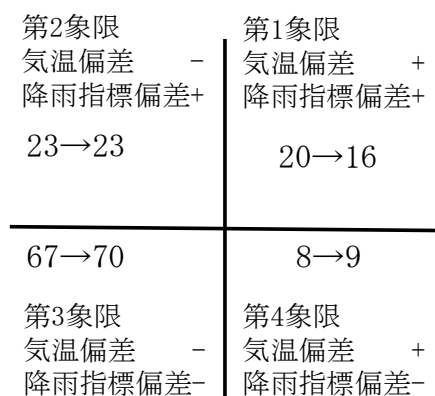 第2象限
気温偏差 -
降雨指標偏差+
23→23
第1象限
気温偏差 +
降雨指標偏差+
20→16
67→70
第3象限
気温偏差 -
降雨指標偏差-
8→9
第4象限
気温偏差 +
降雨指標偏差-